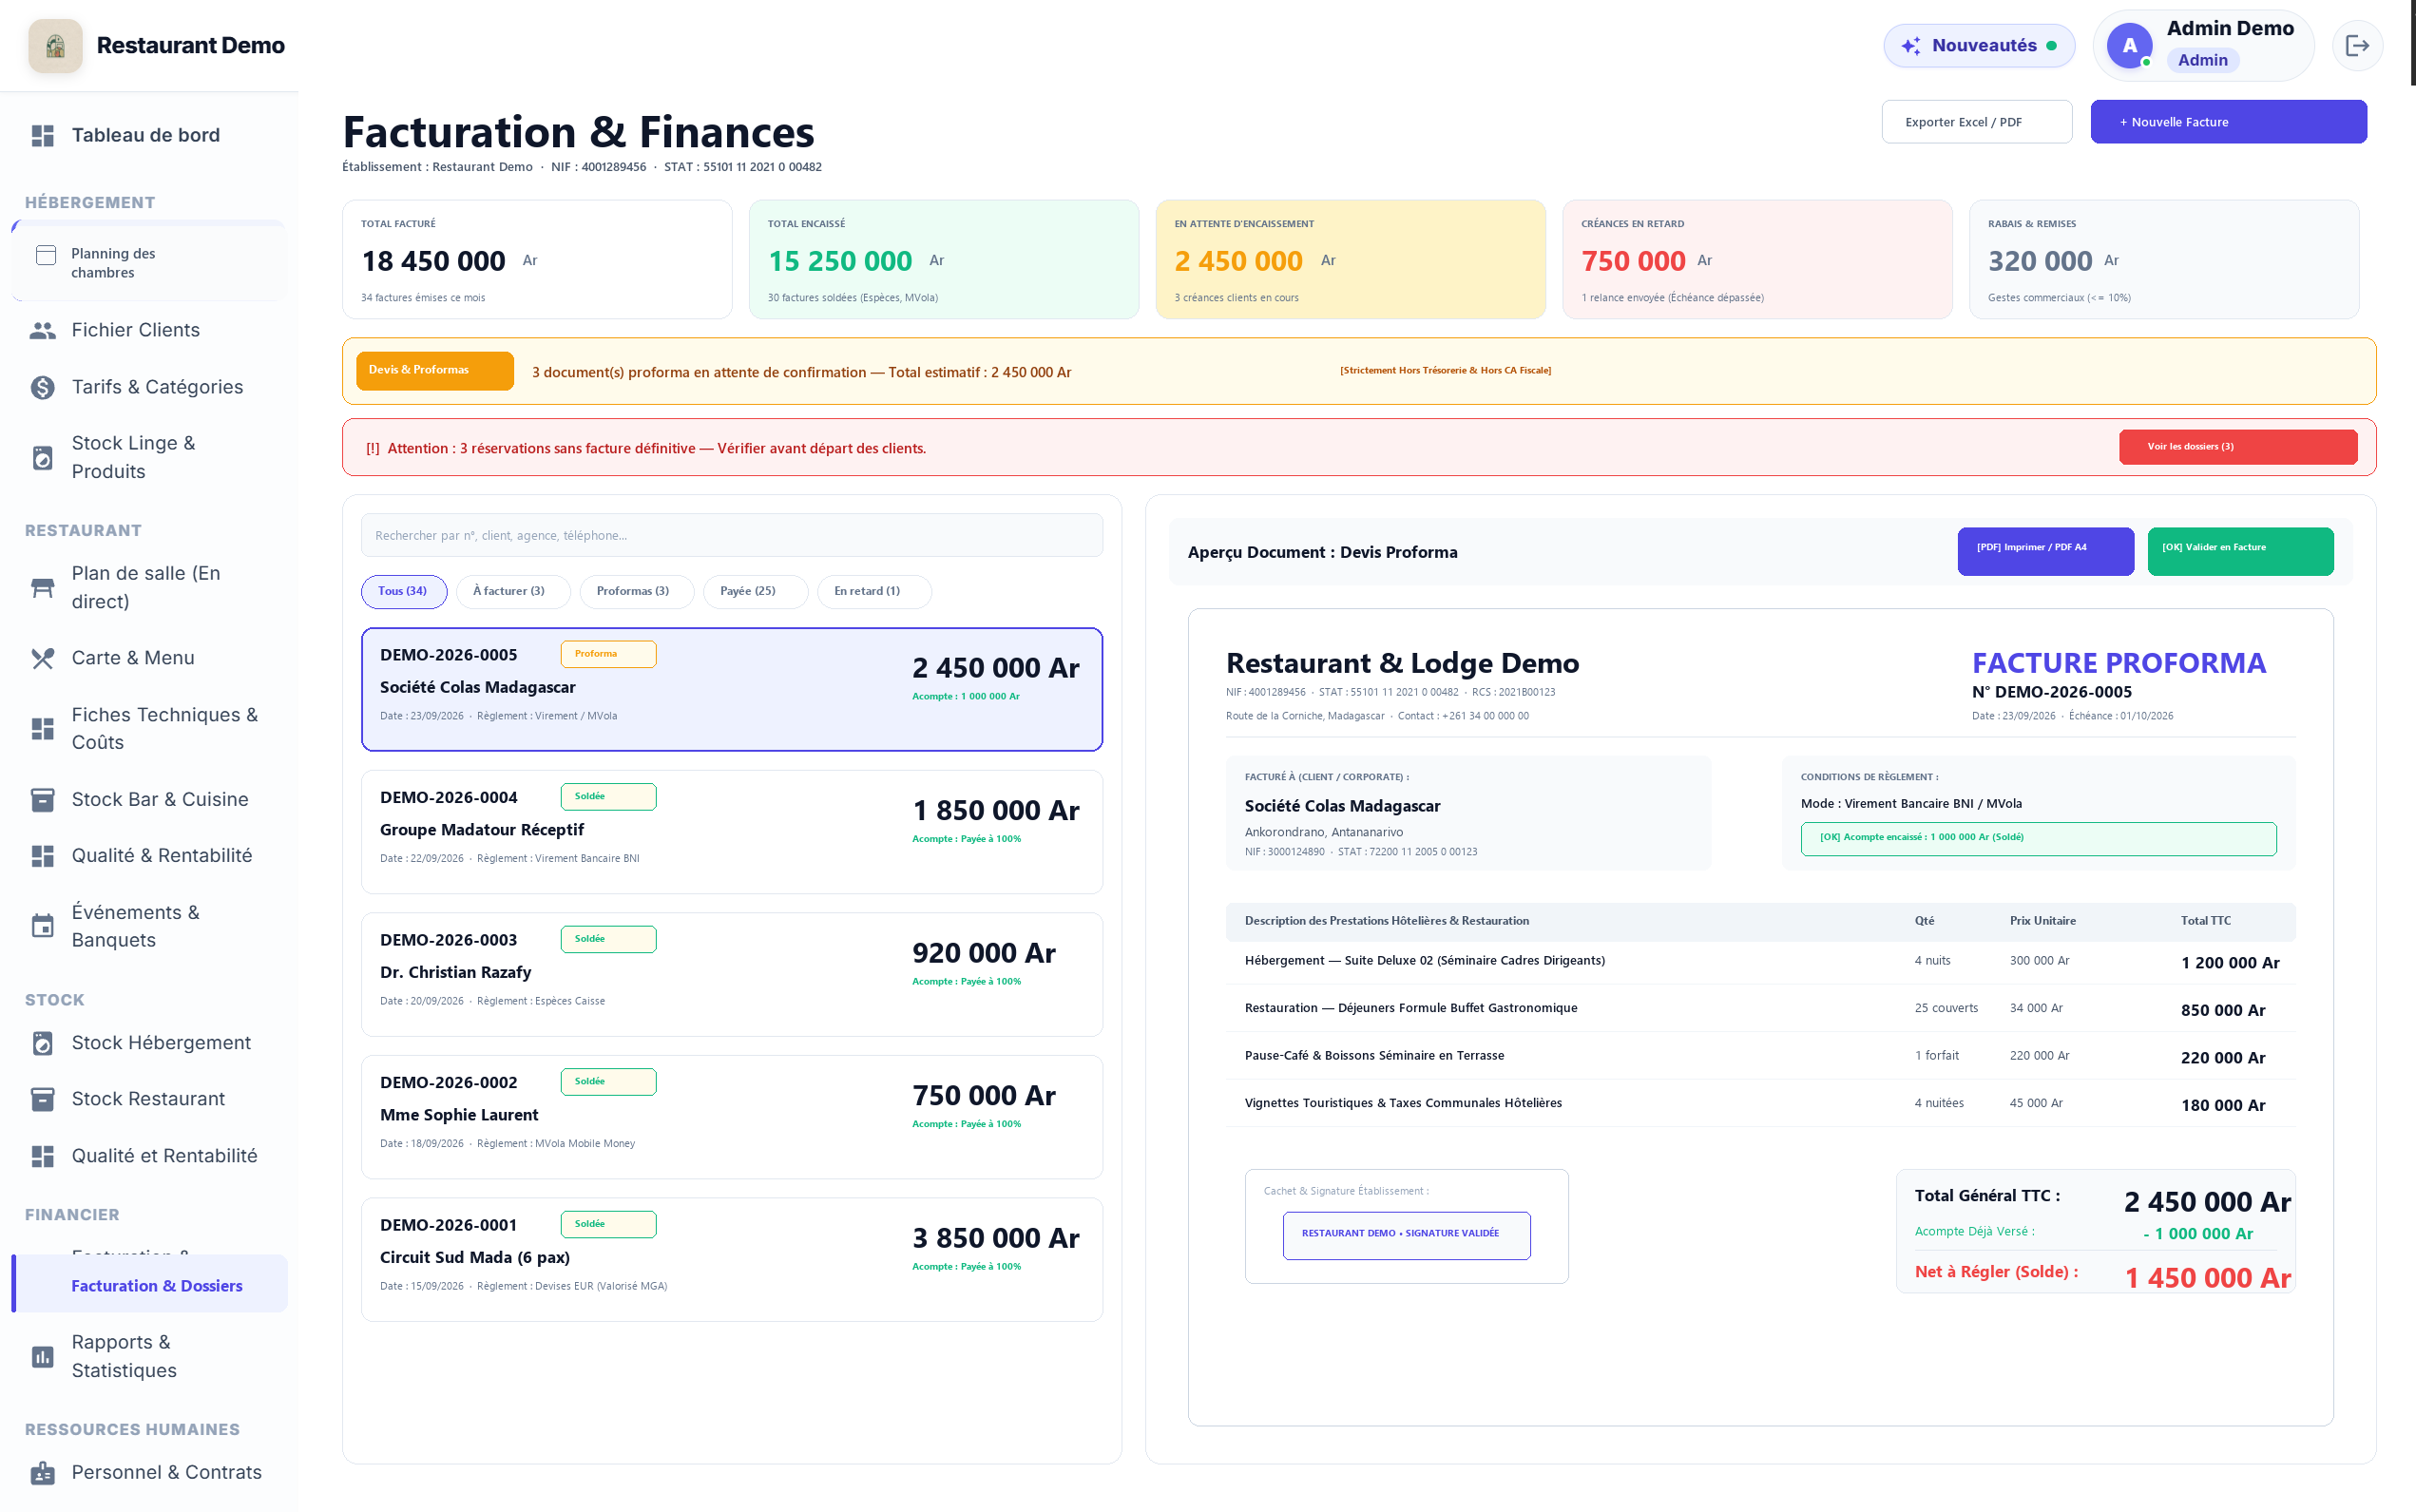 Restaurant Demo
Nouveautés
A
Admin Demo
Admin
Tableau de bord
HÉBERGEMENT
Planning des
chambres
Fichier Clients
Tarifs & Catégories
Stock Linge &
Produits
RESTAURANT
Plan de salle (En
direct)
Carte & Menu
Fiches Techniques &
Coûts
Stock Bar & Cuisine
Qualité & Rentabilité
Événements &
Banquets
STOCK
Stock Hébergement
Stock Restaurant
Qualité et Rentabilité
FINANCIER
Facturation &
Facturation & Dossiers
Rapports &
Statistiques
RESSOURCES HUMAINES
Personnel & Contrats
Facturation & Finances
Établissement : Restaurant Demo · NIF : 4001289456 · STAT : 55101 11 2021 0 00482
Exporter Excel / PDF
+ Nouvelle Facture
TOTAL FACTURÉ
18 450 000 Ar
34 factures émises ce mois
TOTAL ENCAISSÉ
15 250 000 Ar
30 factures soldées (Espèces, MVola)
EN ATTENTE D'ENCAISSEMENT
2 450 000 Ar
3 créances clients en cours
CRÉANCES EN RETARD
750 000 Ar
1 relance envoyée (Échéance dépassée)
RABAIS & REMISES
320 000 Ar
Gestes commerciaux (<= 10%)
Devis & Proformas
3 document(s) proforma en attente de confirmation — Total estimatif : 2 450 000 Ar
[Strictement Hors Trésorerie & Hors CA Fiscale]
[!] Attention : 3 réservations sans facture définitive — Vérifier avant départ des clients.
Voir les dossiers (3)
Rechercher par n°, client, agence, téléphone...
Tous (34)
À facturer (3)
Proformas (3)
Payée (25)
En retard (1)
DEMO-2026-0005
Proforma
2 450 000 Ar
Société Colas Madagascar
Acompte : 1 000 000 Ar
Date : 23/09/2026 · Règlement : Virement / MVola
DEMO-2026-0004
Soldée
1 850 000 Ar
Groupe Madatour Réceptif
Acompte : Payée à 100%
Date : 22/09/2026 · Règlement : Virement Bancaire BNI
DEMO-2026-0003
Soldée
920 000 Ar
Dr. Christian Razafy
Acompte : Payée à 100%
Date : 20/09/2026 · Règlement : Espèces Caisse
DEMO-2026-0002
Soldée
750 000 Ar
Mme Sophie Laurent
Acompte : Payée à 100%
Date : 18/09/2026 · Règlement : MVola Mobile Money
DEMO-2026-0001
Soldée
3 850 000 Ar
Circuit Sud Mada (6 pax)
Acompte : Payée à 100%
Date : 15/09/2026 · Règlement : Devises EUR (Valorisé MGA)
Aperçu Document : Devis Proforma
[PDF] Imprimer / PDF A4
[OK] Valider en Facture
Restaurant & Lodge Demo
NIF : 4001289456 · STAT : 55101 11 2021 0 00482 · RCS : 2021B00123
Route de la Corniche, Madagascar · Contact : +261 34 00 000 00
FACTURE PROFORMA
N° DEMO-2026-0005
Date : 23/09/2026 · Échéance : 01/10/2026
FACTURÉ À (CLIENT / CORPORATE) :
Société Colas Madagascar
Ankorondrano, Antananarivo
NIF : 3000124890 · STAT : 72200 11 2005 0 00123
CONDITIONS DE RÈGLEMENT :
Mode : Virement Bancaire BNI / MVola
[OK] Acompte encaissé : 1 000 000 Ar (Soldé)
Description des Prestations Hôtelières & Restauration Qté Prix Unitaire Total TTC
Hébergement — Suite Deluxe 02 (Séminaire Cadres Dirigeants) 4 nuits 300 000 Ar 1 200 000 Ar
Restauration — Déjeuners Formule Buffet Gastronomique 25 couverts 34 000 Ar 850 000 Ar
Pause-Café & Boissons Séminaire en Terrasse 1 forfait 220 000 Ar 220 000 Ar
Vignettes Touristiques & Taxes Communales Hôtelières 4 nuitées 45 000 Ar 180 000 Ar
Cachet & Signature Établissement :
RESTAURANT DEMO • SIGNATURE VALIDÉE
Total Général TTC : 2 450 000 Ar
Acompte Déjà Versé : - 1 000 000 Ar
Net à Régler (Solde) : 1 450 000 Ar